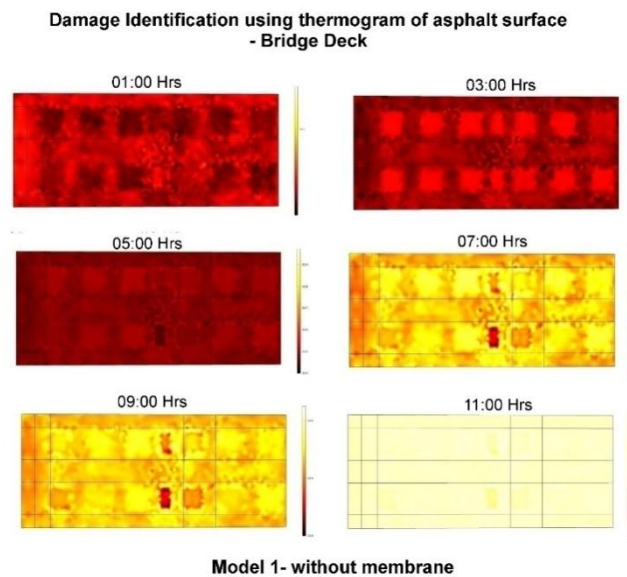 Damage Identification using thermogram of asphalt surface
- Bridge Deck
01:00 Hrs
03:00 Hrs
05:00 Hrs
07:00 Hrs
09:00 Hrs
11:00 Hrs
Model 1- without membrane